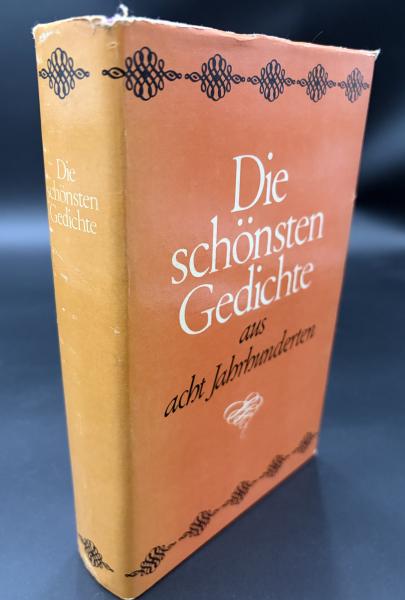 Die
schönsten
Gedichte
Die
schönsten
Gedichte
aus
acht Jahrhunderten